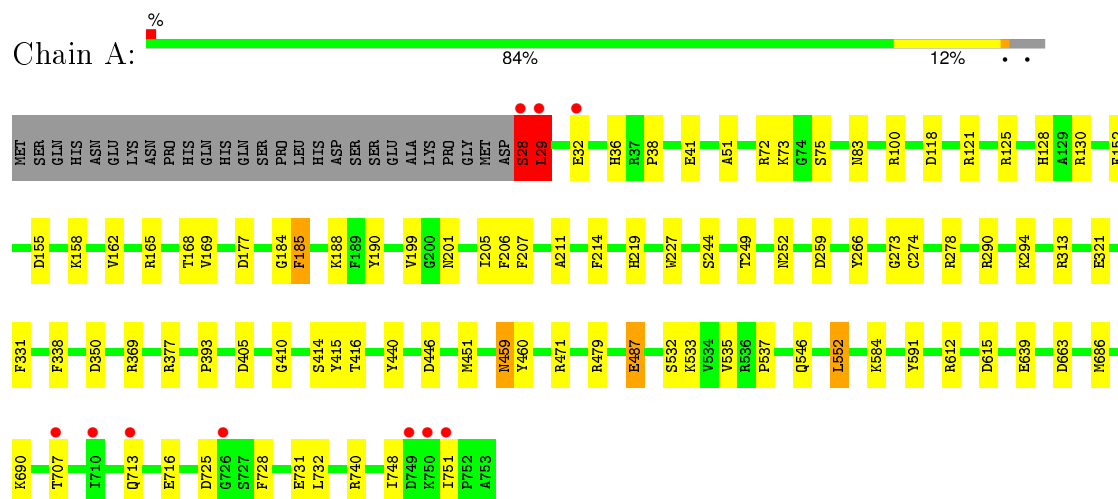 %
Chain A:
84% 12% • •
MET SER GLN HIS ASN GLU LYS ASN PRO HIS GLN HIS GLN SER PRO LEU HIS ASP SER SER GLU ALA LYS PRO GLY MET ASP S28 L29 E32 H36 R37 P38 E41 A51 R72 K73 G74 S75 N83 R100 D118 R121 R125 H128 A129 R130
D155 K158 V162 R165 T168 V169 D177 G184 F185 K188 F189 Y190 V199 G200 N201 I205 F206 F207 A211 F214 H219 W227 S244 T249 N252 D259 Y266 G273 C274 R278 R290 K294 R313 E321
F331 F338 D350 R369 R377 P393 D405 G410 S414 Y415 T416 Y440 D446 M451 N459 Y460 R471 R479 E487 S532 K533 V534 V535 R536 P537 Q546 L552 K584 Y591 R612 D615 E639 D663 M686
K690 T707 I710 Q713 E716 D725 G726 S727 F728 E731 L732 R740 I748 D749 K750 I751 P752 A753